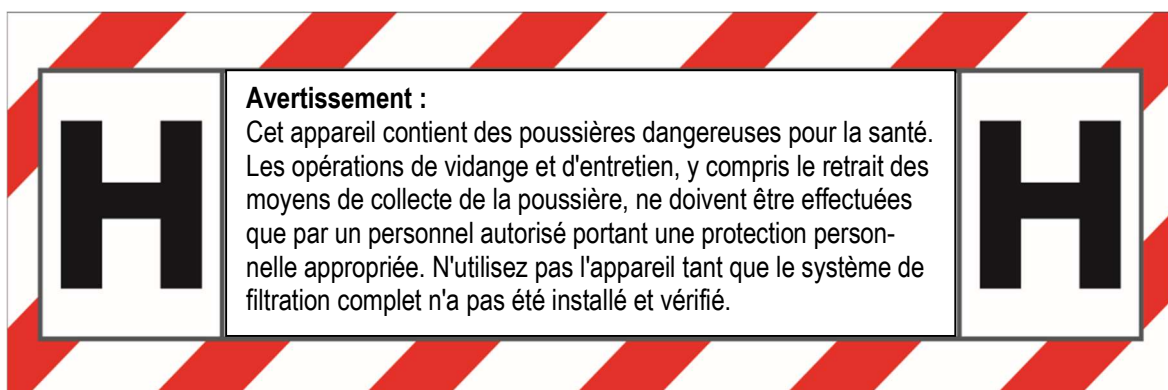 H
Avertissement :
Cet appareil contient des poussières dangereuses pour la santé.
Les opérations de vidange et d'entretien, y compris le retrait des
moyens de collecte de la poussière, ne doivent être effectuées
que par un personnel autorisé portant une protection person-
nelle appropriée. N'utilisez pas l'appareil tant que le système de
filtration complet n'a pas été installé et vérifié.
H